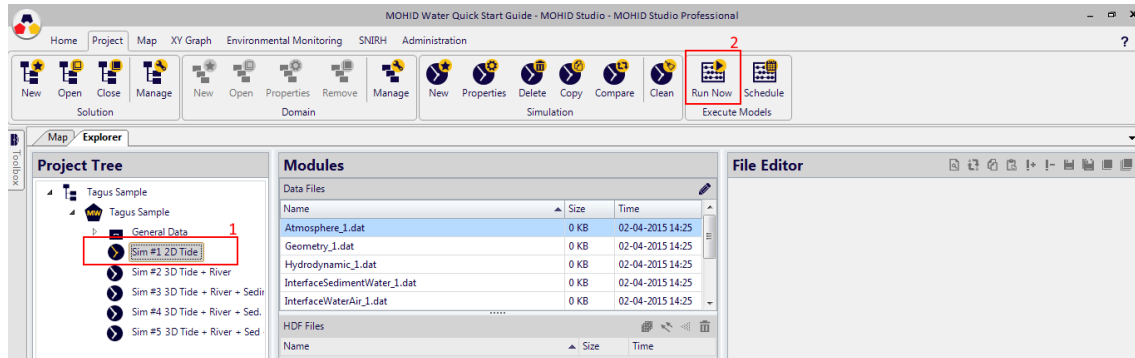 MOHID Water Quick Start Guide - MOHID Studio - MOHID Studio Professional
Home Project Map XY Graph Environmental Monitoring SNIRH Administration ?
2
New Open Close Manage New Open Properties Remove Manage New Properties Delete Copy Compare Clean Run Now Schedule
Solution Domain Simulation Execute Models
Toolbox
Map Explorer
Project Tree
Tagus Sample
MW Tagus Sample
General Data
1
Sim #1 2D Tide
Sim #2 3D Tide + River
Sim #3 3D Tide + River + Sedir
Sim #4 3D Tide + River + Sed.
Sim #5 3D Tide + River + Sed
Modules
Data Files
Name Size Time
Atmosphere_1.dat 0 KB 02-04-2015 14:25
Geometry_1.dat 0 KB 02-04-2015 14:25
Hydrodynamic_1.dat 0 KB 02-04-2015 14:25
InterfaceSedimentWater_1.dat 0 KB 02-04-2015 14:25
InterfaceWaterAir_1.dat 0 KB 02-04-2015 14:25
HDF Files
Name Size Time
File Editor